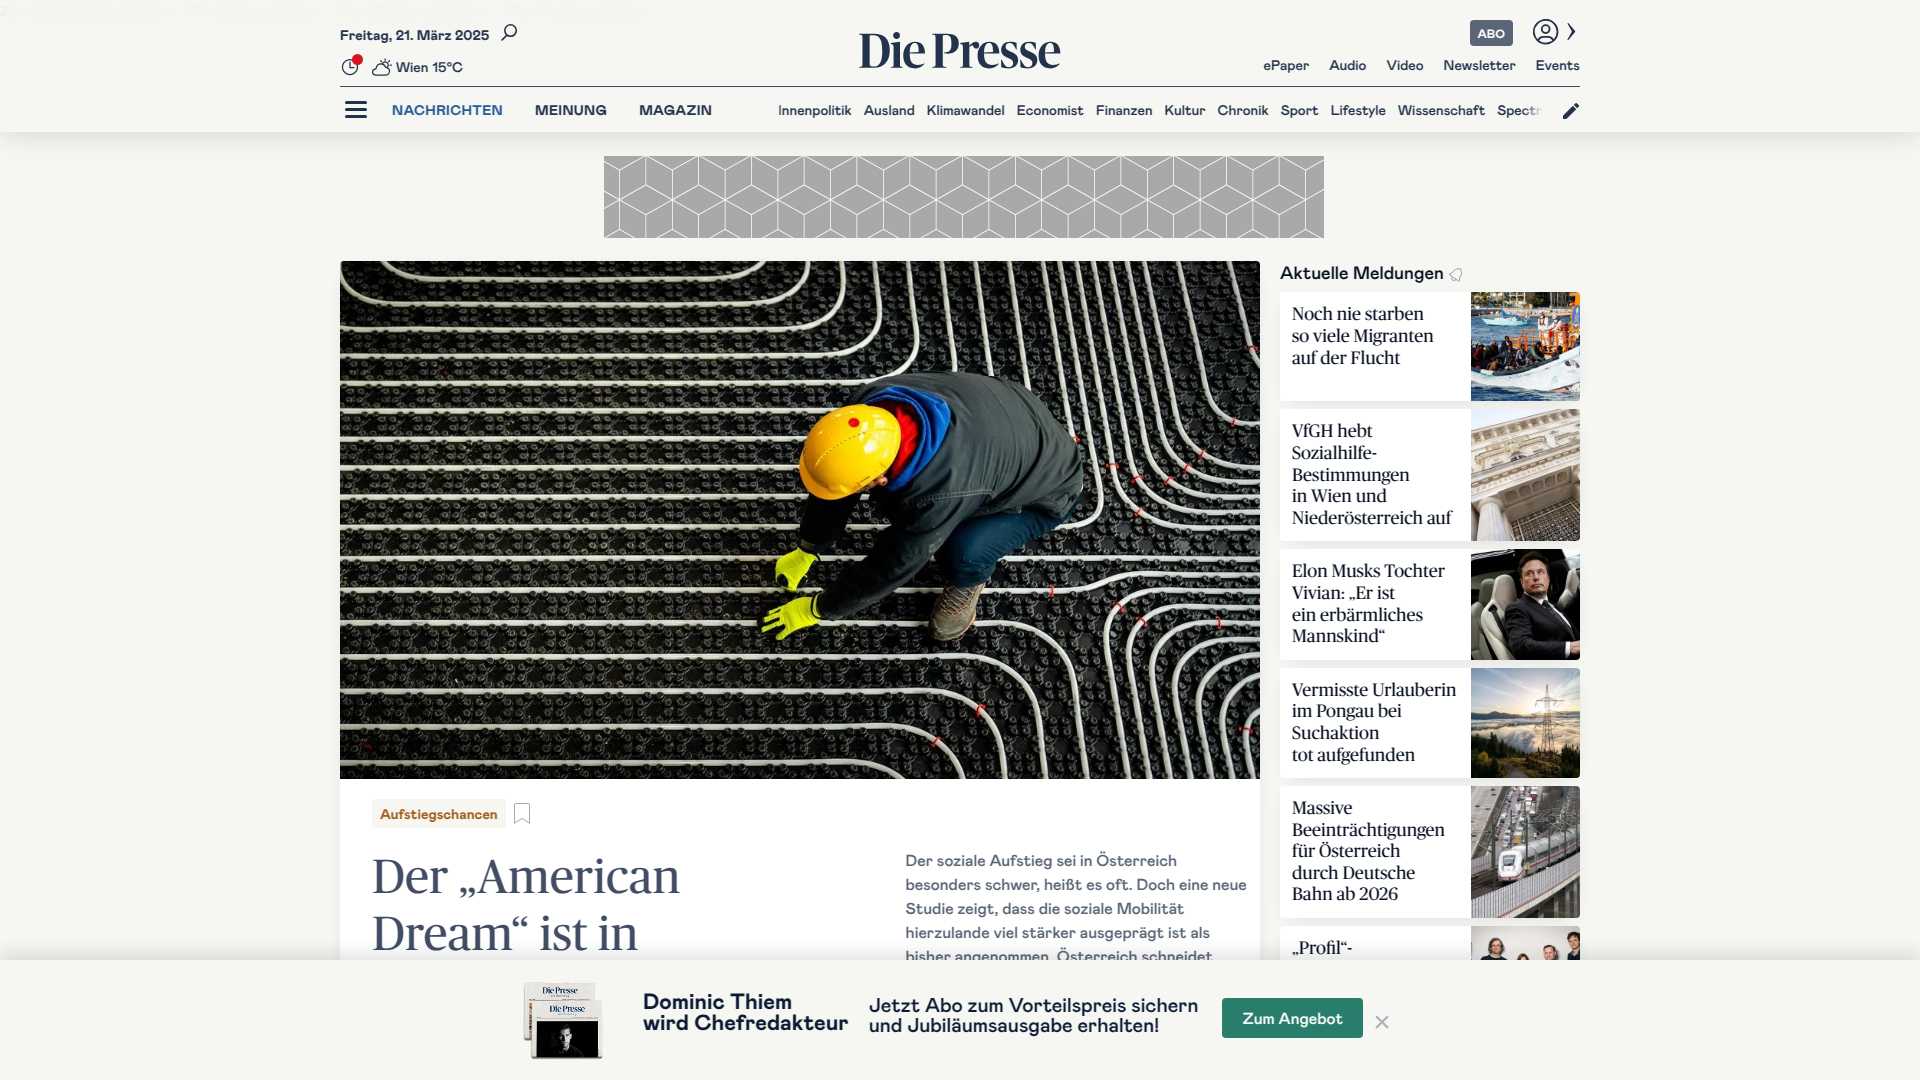 Freitag, 21. März 2025
Wien 15°C
Die Presse
ABO
ePaper Audio Video Newsletter Events
NACHRICHTEN MEINUNG MAGAZIN
Innenpolitik Ausland Klimawandel Economist Finanzen Kultur Chronik Sport Lifestyle Wissenschaft Spectr
Aufstiegschancen
Der „American
Dream“ ist in
Der soziale Aufstieg sei in Österreich
besonders schwer, heißt es oft. Doch eine neue
Studie zeigt, dass die soziale Mobilität
hierzulande viel stärker ausgeprägt ist als
bisher angenommen. Österreich schneidet
Aktuelle Meldungen
Noch nie starben
so viele Migranten
auf der Flucht
VfGH hebt
Sozialhilfe-
Bestimmungen
in Wien und
Niederösterreich auf
Elon Musks Tochter
Vivian: „Er ist
ein erbärmliches
Mannskind“
Vermisste Urlauberin
im Pongau bei
Suchaktion
tot aufgefunden
Massive
Beeinträchtigungen
für Österreich
durch Deutsche
Bahn ab 2026
„Profil“-
Die Presse
Die Presse
Dominic Thiem
wird Chefredakteur
Jetzt Abo zum Vorteilspreis sichern
und Jubiläumsausgabe erhalten!
Zum Angebot